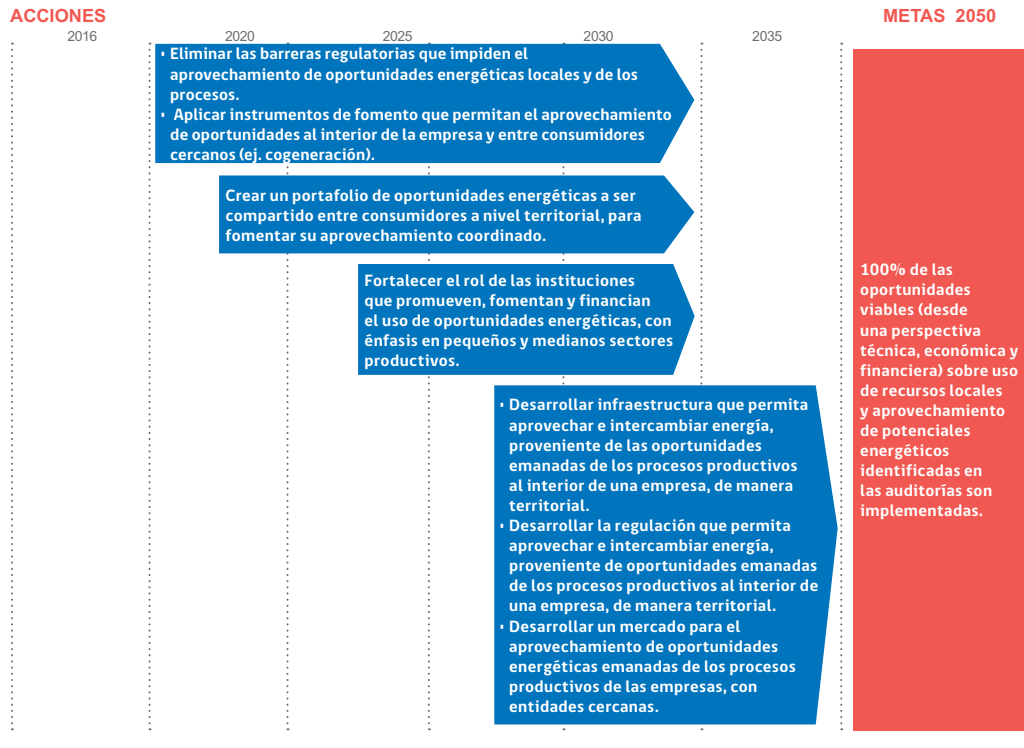 ACCIONES
METAS 2050
2016
2020
2025
2030
2035
• Eliminar las barreras regulatorias que impiden el
aprovechamiento de oportunidades energéticas locales y de los
procesos.
• Aplicar instrumentos de fomento que permitan el aprovechamiento
de oportunidades al interior de la empresa y entre consumidores
cercanos (ej. cogeneración).
Crear un portafolio de oportunidades energéticas a ser
compartido entre consumidores a nivel territorial, para
fomentar su aprovechamiento coordinado.
Fortalecer el rol de las instituciones
que promueven, fomentan y financian
el uso de oportunidades energéticas, con
énfasis en pequeños y medianos sectores
productivos.
• Desarrollar infraestructura que permita
aprovechar e intercambiar energía,
proveniente de las oportunidades
emanadas de los procesos productivos
al interior de una empresa, de manera
territorial.
• Desarrollar la regulación que permita
aprovechar e intercambiar energía,
proveniente de oportunidades emanadas
de los procesos productivos al interior de
una empresa, de manera territorial.
• Desarrollar un mercado para el
aprovechamiento de oportunidades
energéticas emanadas de los procesos
productivos de las empresas, con
entidades cercanas.
100% de las
oportunidades
viables (desde
una perspectiva
técnica, económica y
financiera) sobre uso
de recursos locales
y aprovechamiento
de potenciales
energéticos
identificadas en
las auditorías son
implementadas.